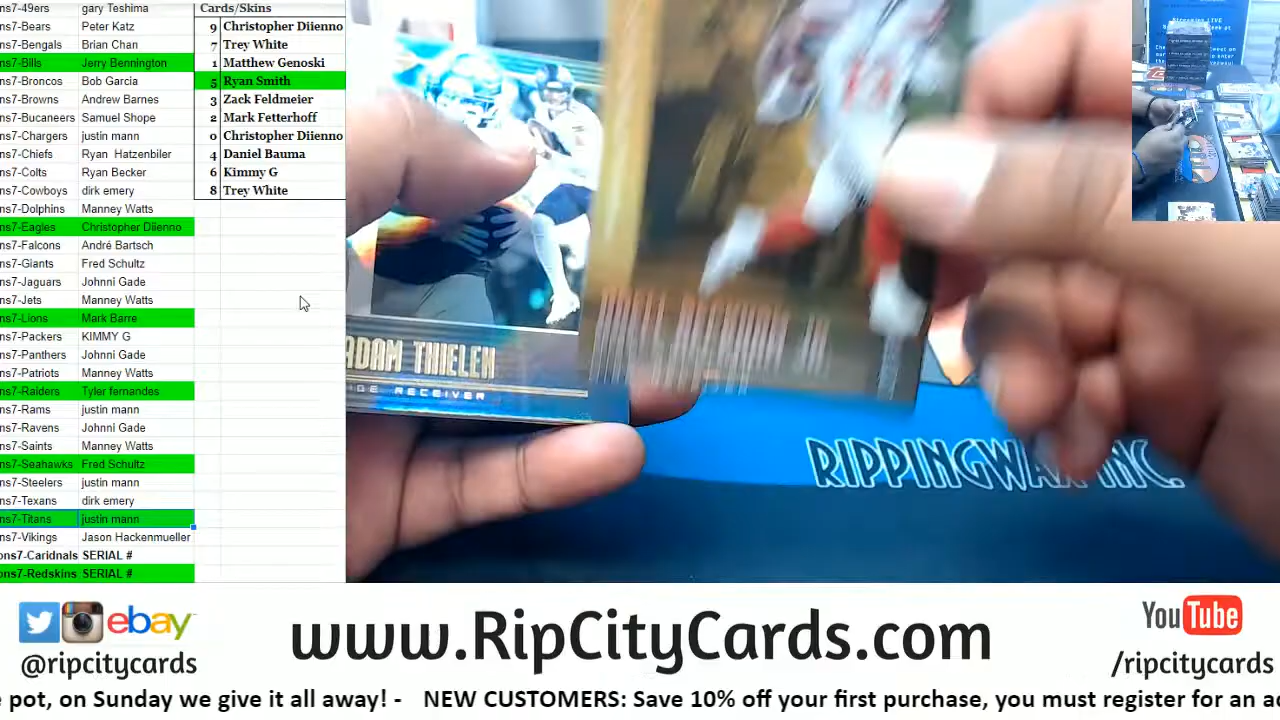 ns7-49ers gary Teshima
ns7-Bears Peter Katz
ns7-Bengals Brian Chan
ns7-Bills Jerry Bennington
ns7-Broncos Bob Garcia
ns7-Browns Andrew Barnes
ns7-Bucaneers Samuel Shope
ns7-Chargers justin mann
ns7-Chiefs Ryan Hatzenbiler
ns7-Colts Ryan Becker
ns7-Cowboys dirk emery
ns7-Dolphins Manney Watts
ns7-Eagles Christopher Diienno
ns7-Falcons André Bartsch
ns7-Giants Fred Schultz
ns7-Jaguars Johnni Gade
ns7-Jets Manney Watts
ns7-Lions Mark Barre
ns7-Packers KIMMY G
ns7-Panthers Johnni Gade
ns7-Patriots Manney Watts
ns7-Raiders Tyler fernandes
ns7-Rams justin mann
ns7-Ravens Johnni Gade
ns7-Saints Manney Watts
ns7-Seahawks Fred Schultz
ns7-Steelers justin mann
ns7-Texans dirk emery
ns7-Titans justin mann
ns7-Vikings Jason Hackenmueller
ons7-Caridnals SERIAL #
ons7-Redskins SERIAL #
Cards/Skins
9 Christopher Diienno
7 Trey White
1 Matthew Genoski
5 Ryan Smith
3 Zack Feldmeier
2 Mark Fetterhoff
0 Christopher Diienno
4 Daniel Bauma
6 Kimmy G
8 Trey White
ADAM THIELEN
IDE RECEIVER
RIPPINGWAX INC.
ebay
@ripcitycards
www.RipCityCards.com
YouTube
/ripcitycards
e pot, on Sunday we give it all away! - NEW CUSTOMERS: Save 10% off your first purchase, you must register for an ac